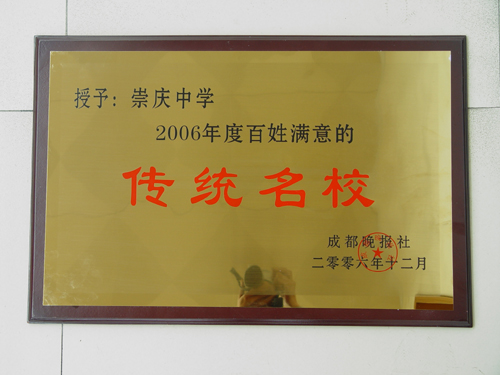 授予：崇庆中学
2006年度百姓满意的
传统名校
成都晚报社
二零零六年十二月